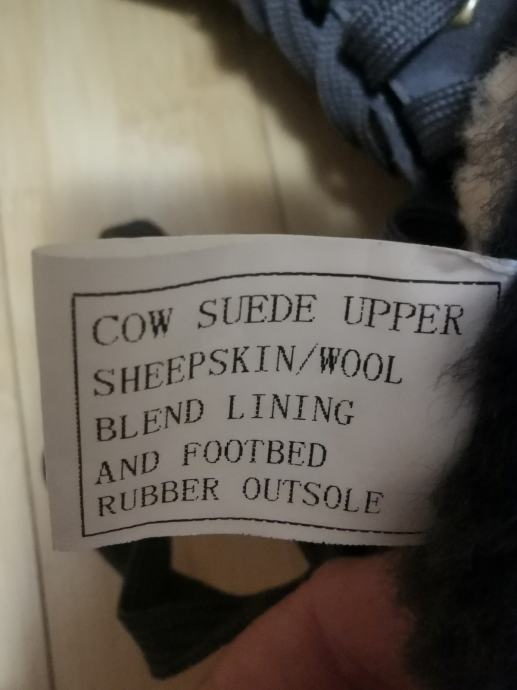 COW SUEDE UPPER
SHEEPSKIN/WOOL
BLEND LINING
AND FOOTBED
RUBBER OUTSOLE